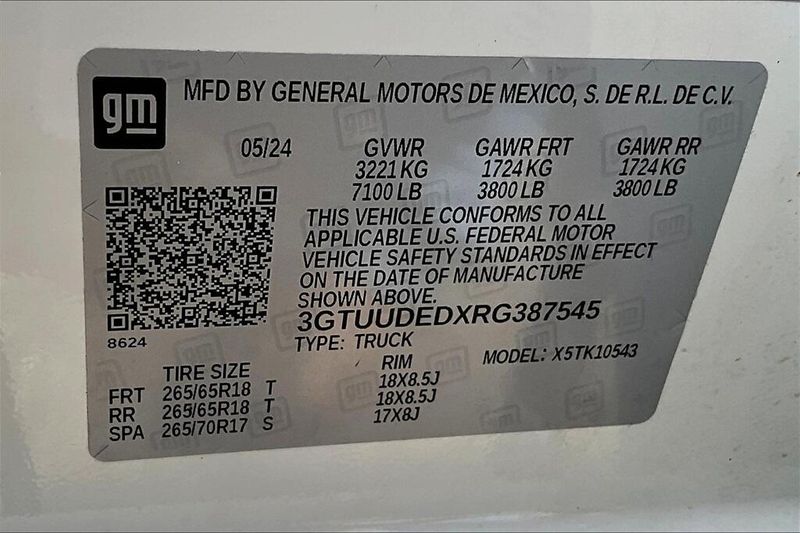 gm MFD BY GENERAL MOTORS DE MEXICO, S. DE R.L. DE C.V.
05/24 GVWR GAWR FRT GAWR RR
3221 KG 1724 KG 1724 KG
7100 LB 3800 LB 3800 LB
THIS VEHICLE CONFORMS TO ALL
APPLICABLE U.S. FEDERAL MOTOR
VEHICLE SAFETY STANDARDS IN EFFECT
ON THE DATE OF MANUFACTURE
SHOWN ABOVE.
3GTUUDEDXRG387545
8624
TYPE: TRUCK
MODEL: X5TK10543
TIRE SIZE RIM
FRT 265/65R18 T 18X8.5J
RR 265/65R18 T 18X8.5J
SPA 265/70R17 S 17X8J